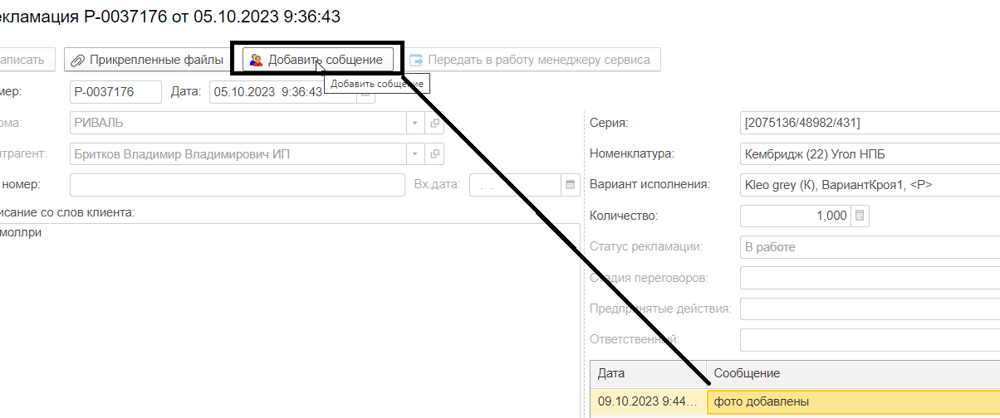 екламация Р-0037176 от 05.10.2023 9:36:43
аписать Прикрепленные файлы Добавить собщение Передать в работу менеджеру сервиса
Добавить собщение
мер: Р-0037176 Дата: 05.10.2023 9:36:43
рма: РИВАЛЬ
нтрагент: Бритков Владимир Владимирович ИП
номер: Вх.дата: . .
исание со слов клиента:
моллри
Серия: [2075136/48982/431]
Номенклатура: Кембридж (22) Угол НПБ
Вариант исполнения: Kleo grey (К), ВариантКроя1, <Р>
Количество: 1,000
Статус рекламации: В работе
Стадия переговоров:
Предпринятые действия:
Ответственный:
Дата Сообщение
09.10.2023 9:44... фото добавлены